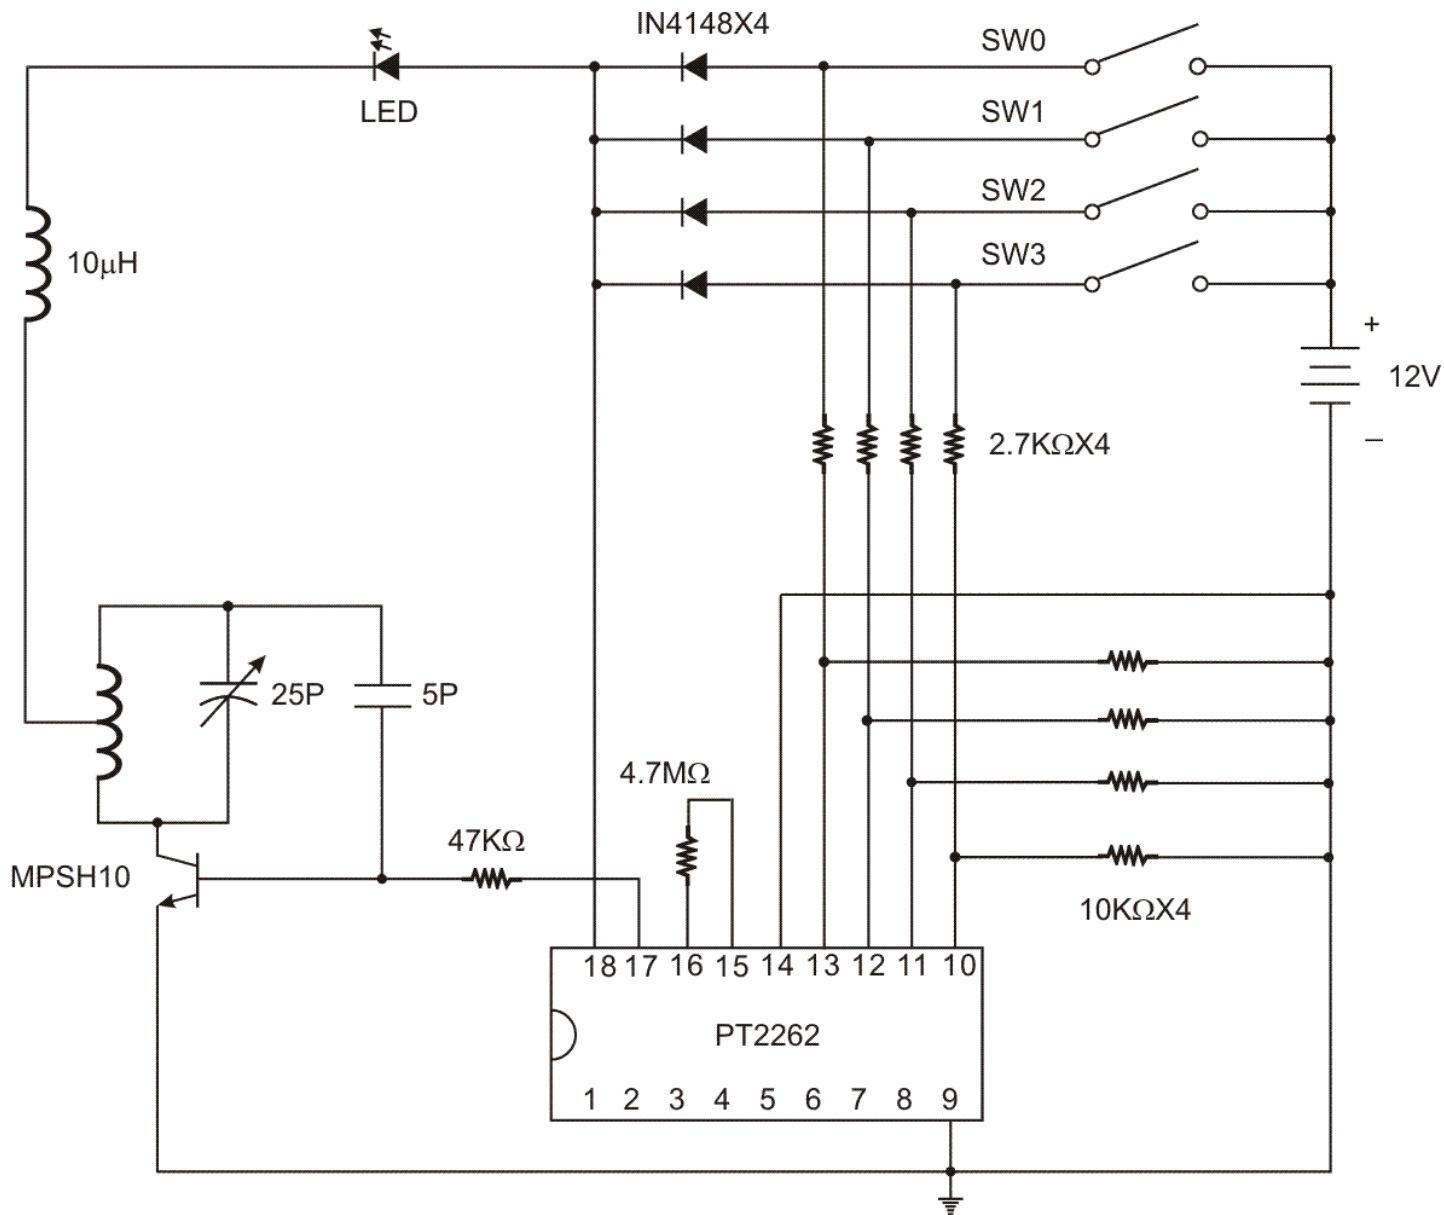 IN4148X4
SW0
LED
SW1
SW2
SW3
10µH
+
12V
–
2.7KΩX4
25P
5P
4.7MΩ
47KΩ
MPSH10
10KΩX4
18 17 16 15 14 13 12 11 10
PT2262
1 2 3 4 5 6 7 8 9